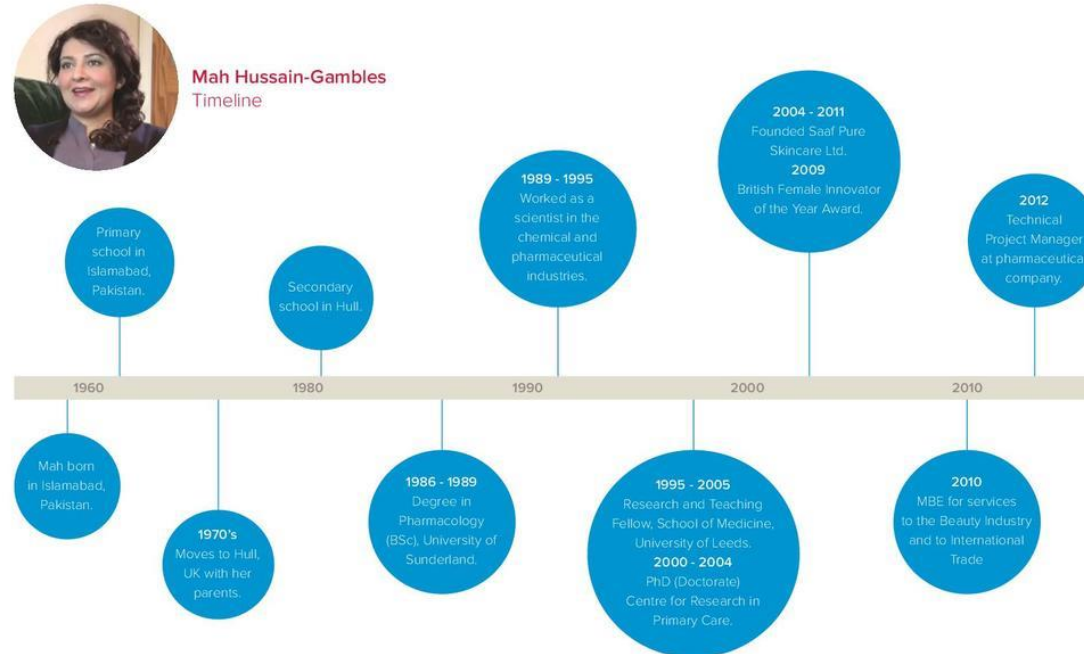 Mah Hussain-Gambles
Timeline
Primary
school in
Islamabad,
Pakistan.
Secondary
school in Hull.
1989 - 1995
Worked as a
scientist in the
chemical and
pharmaceutical
industries.
2004 - 2011
Founded Saaf Pure
Skincare Ltd.
2009
British Female Innovator
of the Year Award.
2012
Technical
Project Manager
at pharmaceutical
company.
1960 1980 1990 2000 2010
Mah born
in Islamabad,
Pakistan.
1970's
Moves to Hull,
UK with her
parents.
1986 - 1989
Degree in
Pharmacology
(BSc), University of
Sunderland.
1995 - 2005
Research and Teaching
Fellow, School of Medicine,
University of Leeds.
2000 - 2004
PhD (Doctorate)
Centre for Research in
Primary Care.
2010
MBE for services
to the Beauty Industry
and to International
Trade